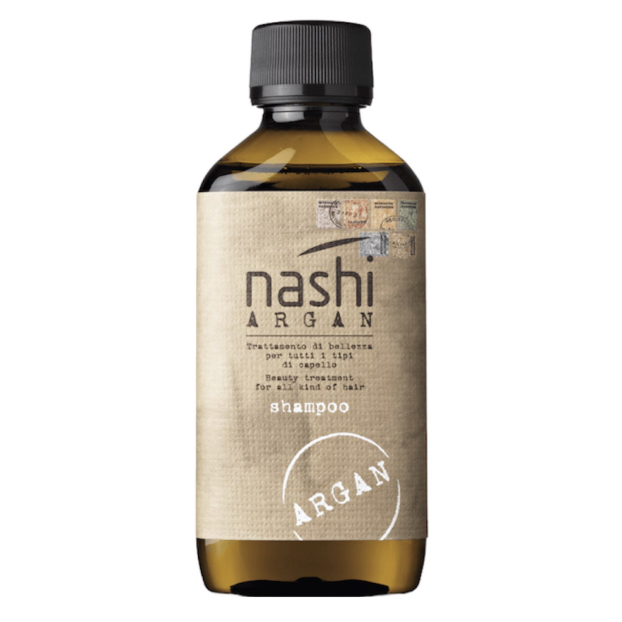 nashi
ARGAN
Trattamento di bellezza
per tutti i tipi
di capello
Beauty treatment
for all kind of hair
shampoo
ARGAN